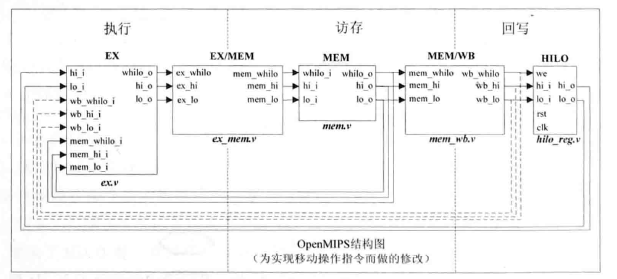 执行
访存
回写
EX
EX/MEM
MEM
MEM/WB
HILO
hi_i
whilo_o
lo_i
hi_o
wb_whilo_i
lo_o
wb_hi_i
wb_lo_i
mem_whilo_i
mem_hi_i
mem_lo_i
ex.v
ex_whilo
mem_whilo
ex_hi
mem_hi
ex_lo
mem_lo
ex_mem.v
whilo_i
whilo_o
hi_i
hi_o
lo_i
lo_o
mem.v
mem_whilo
wb_whilo
mem_hi
wb_hi
mem_lo
wb_lo
mem_wb.v
we
hi_i
hi_o
lo_i
lo_o
rst
clk
hilo_reg.v
OpenMIPS结构图
（为实现移动操作指令而做的修改）